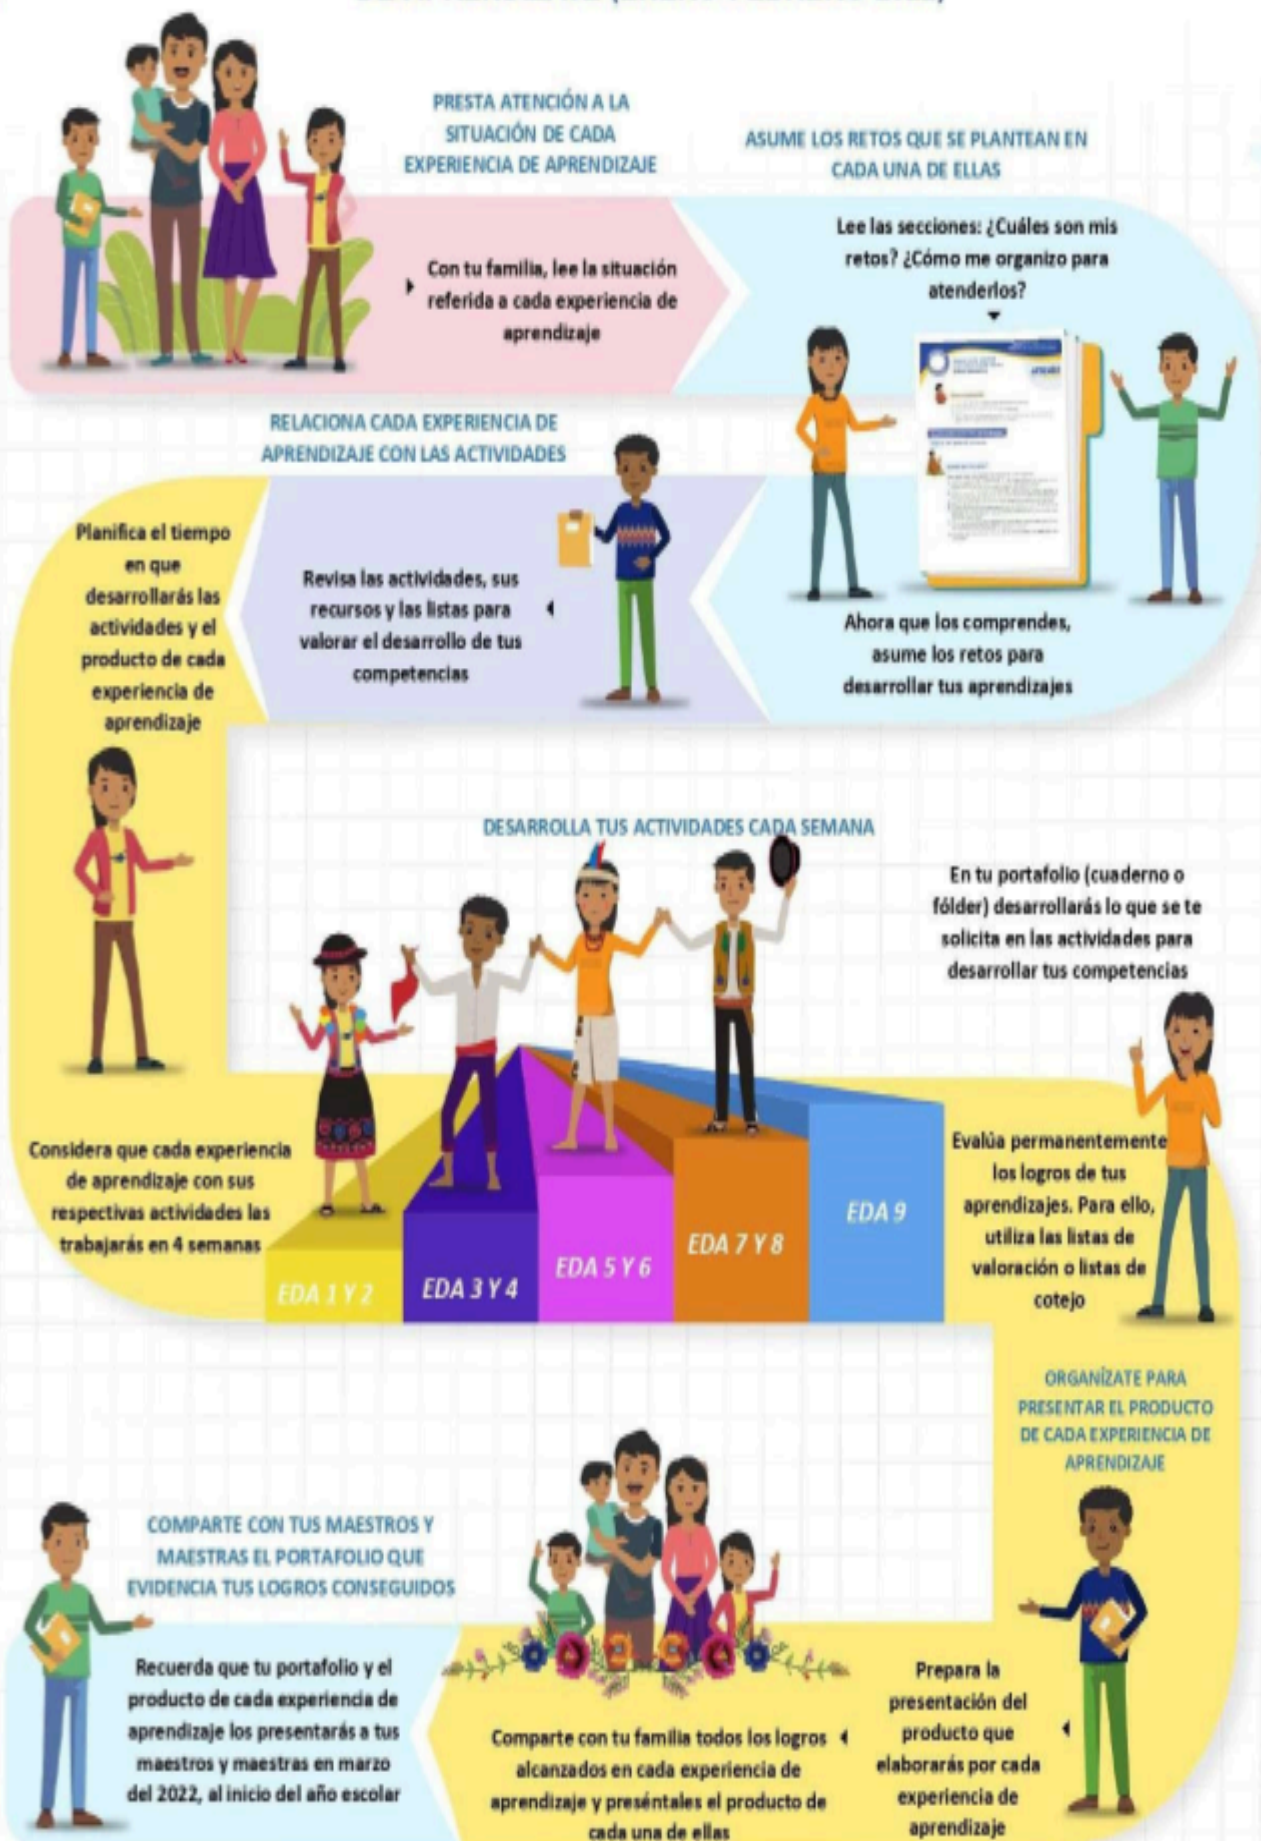 PRESTA ATENCIÓN A LA
SITUACIÓN DE CADA
EXPERIENCIA DE APRENDIZAJE
Con tu familia, lee la situación
referida a cada experiencia de
aprendizaje
ASUME LOS RETOS QUE SE PLANTEAN EN
CADA UNA DE ELLAS
Lee las secciones: ¿Cuáles son mis
retos? ¿Cómo me organizo para
atenderlos?
Ahora que los comprendes,
asume los retos para
desarrollar tus aprendizajes
RELACIONA CADA EXPERIENCIA DE
APRENDIZAJE CON LAS ACTIVIDADES
Revisa las actividades, sus
recursos y las listas para
valorar el desarrollo de tus
competencias
Planifica el tiempo
en que
desarrollarás las
actividades y el
producto de cada
experiencia de
aprendizaje
Considera que cada experiencia
de aprendizaje con sus
respectivas actividades las
trabajarás en 4 semanas
DESARROLLA TUS ACTIVIDADES CADA SEMANA
EDA 1 Y 2
EDA 3 Y 4
EDA 5 Y 6
EDA 7 Y 8
EDA 9
En tu portafolio (cuaderno o
fólder) desarrollarás lo que se te
solicita en las actividades para
desarrollar tus competencias
Evalúa permanentemente
los logros de tus
aprendizajes. Para ello,
utiliza las listas de
valoración o listas de
cotejo
ORGANÍZATE PARA
PRESENTAR EL PRODUCTO
DE CADA EXPERIENCIA DE
APRENDIZAJE
Prepara la
presentación del
producto que
elaborarás por cada
experiencia de
aprendizaje
Comparte con tu familia todos los logros
alcanzados en cada experiencia de
aprendizaje y preséntales el producto de
cada una de ellas
COMPARTE CON TUS MAESTROS Y
MAESTRAS EL PORTAFOLIO QUE
EVIDENCIA TUS LOGROS CONSEGUIDOS
Recuerda que tu portafolio y el
producto de cada experiencia de
aprendizaje los presentarás a tus
maestros y maestras en marzo
del 2022, al inicio del año escolar